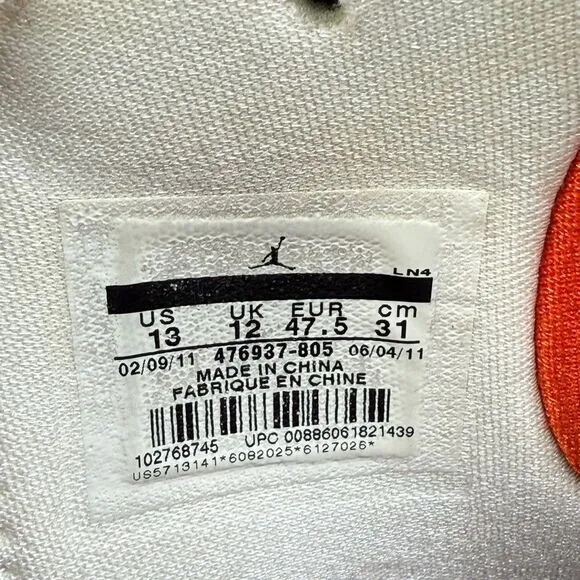 LN4
US UK EUR cm
13 12 47.5 31
02/09/11 476937-805 06/04/11
MADE IN CHINA
FABRIQUE EN CHINE
102768745 UPC 00886061821439
US5713141*6082025*6127026*